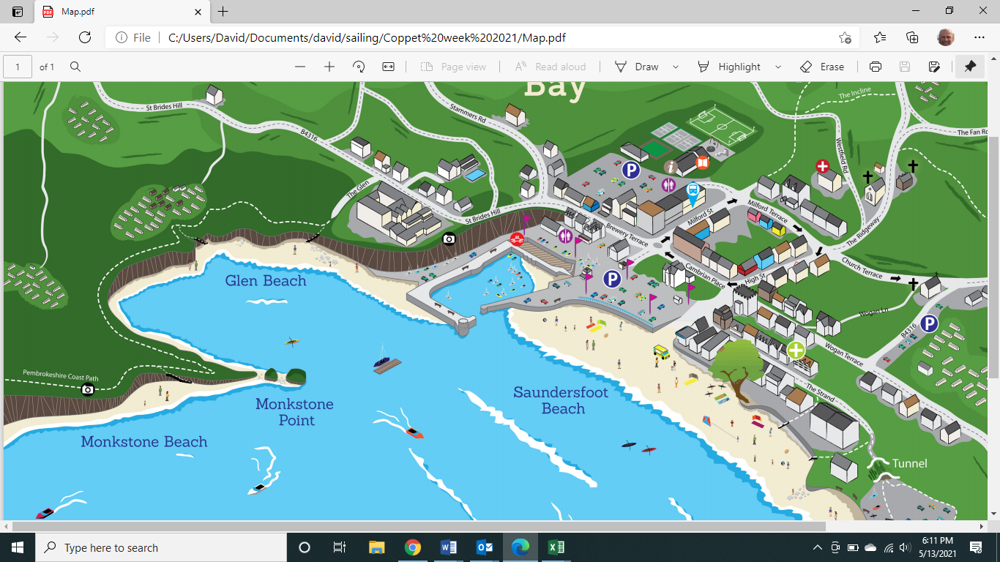 Map.pdf
File
C:/Users/David/Documents/david/sailing/Coppet%20week%202021/Map.pdf
1 of 1
Page view
Read aloud
Draw
Highlight
Erase
Bay
The Incline
St Brides Hill
Stammers Rd
B4316
Westfield Rd
The Fan Ro
P
i
The Glen
St Brides Hill
Milford St
Milford Terrace
Brewery Terrace
The Ridgeway
Church Terrace
Cambrian Place
High St
P
Glen Beach
Wogan Ln
B4316
P
Wogan Terrace
Pembrokeshire Coast Path
The Strand
Saundersfoot
Beach
Monkstone
Point
Monkstone Beach
Tunnel
Type here to search
6:11 PM
5/13/2021